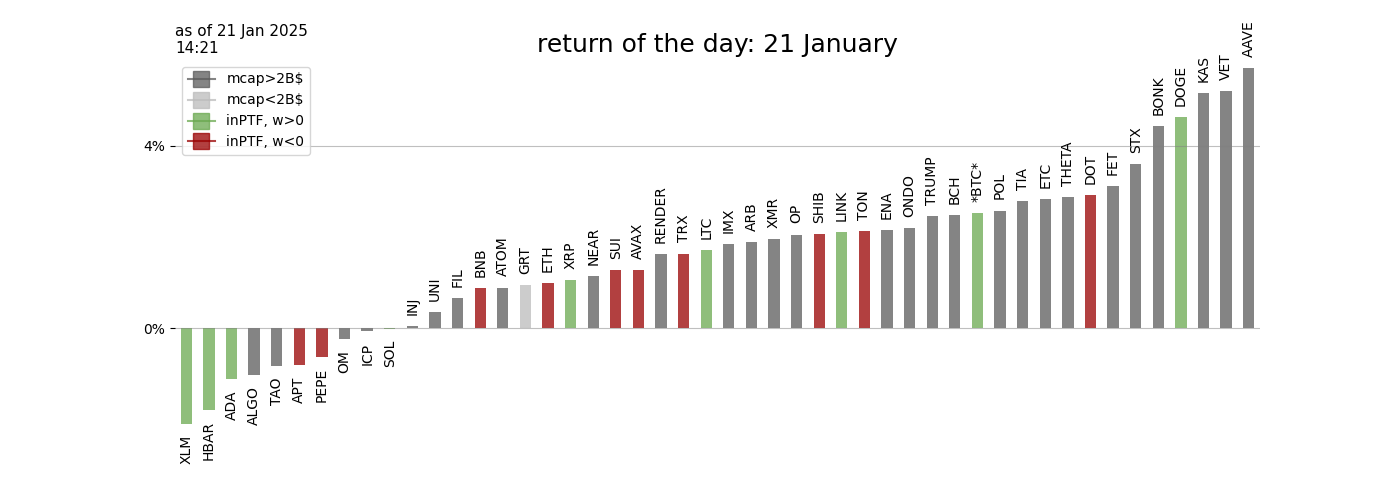 as of 21 Jan 2025
14:21
return of the day: 21 January
mcap>2B$
mcap<2B$
inPTF, w>0
inPTF, w<0
4%
0%
XLM
HBAR
ADA
ALGO
TAO
APT
PEPE
OM
ICP
SOL
INJ
UNI
FIL
BNB
ATOM
GRT
ETH
XRP
NEAR
SUI
AVAX
RENDER
TRX
LTC
IMX
ARB
XMR
OP
SHIB
LINK
TON
ENA
ONDO
TRUMP
BCH
*BTC*
POL
TIA
ETC
THETA
DOT
FET
STX
BONK
DOGE
KAS
VET
AAVE